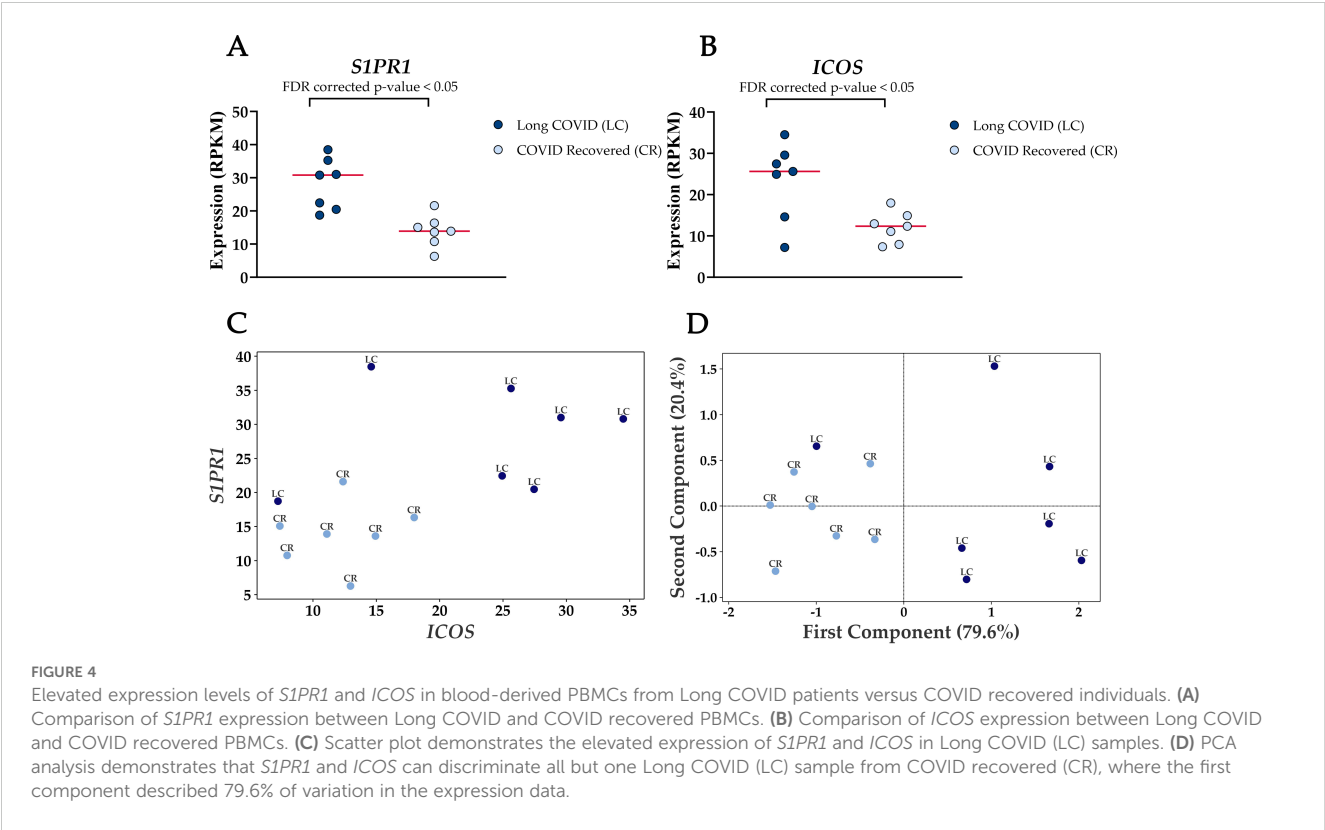 A
S1PR1
FDR corrected p-value < 0.05
Expression (RPKM)
50
40
30
20
10
0
Long COVID (LC)
COVID Recovered (CR)
B
ICOS
FDR corrected p-value < 0.05
Expression (RPKM)
40
30
20
10
0
Long COVID (LC)
COVID Recovered (CR)
C
S1PR1
40
35
30
25
20
15
10
5
LC
LC
LC
LC
LC
LC
LC
CR
CR
CR
CR
CR
CR
CR
10
15
20
25
30
35
ICOS
D
Second Component (20.4%)
1.5
1.0
0.5
0.0
-0.5
-1.0
LC
LC
LC
LC
LC
LC
LC
CR
CR
CR
CR
CR
CR
CR
-2
-1
0
1
2
First Component (79.6%)
FIGURE 4
Elevated expression levels of S1PR1 and ICOS in blood-derived PBMCs from Long COVID patients versus COVID recovered individuals. (A)
Comparison of S1PR1 expression between Long COVID and COVID recovered PBMCs. (B) Comparison of ICOS expression between Long COVID
and COVID recovered PBMCs. (C) Scatter plot demonstrates the elevated expression of S1PR1 and ICOS in Long COVID (LC) samples. (D) PCA
analysis demonstrates that S1PR1 and ICOS can discriminate all but one Long COVID (LC) sample from COVID recovered (CR), where the first
component described 79.6% of variation in the expression data.